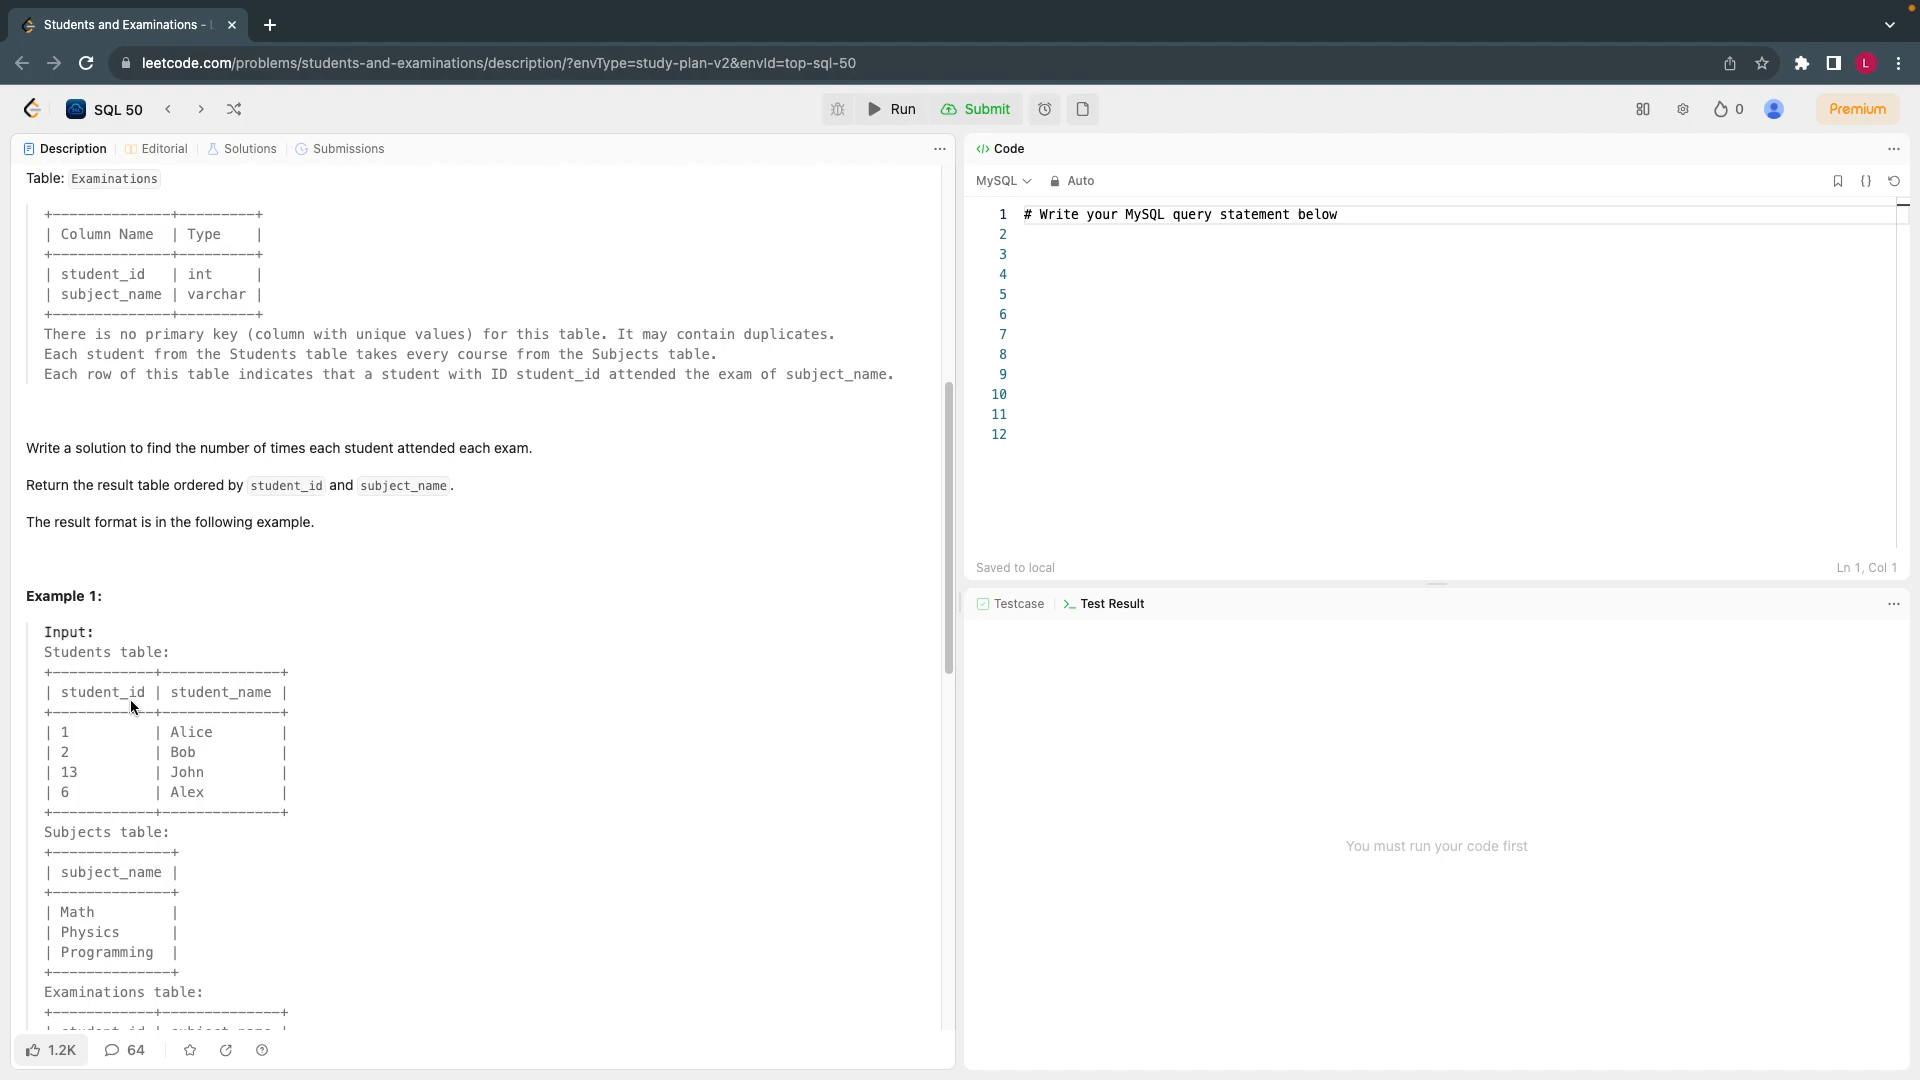 Students and Examinations - L
leetcode.com/problems/students-and-examinations/description/?envType=study-plan-v2&envId=top-sql-50
L
SQL 50
Run
Submit
0
Premium
Description
Editorial
Solutions
Submissions
Table: Examinations
+--------------+---------+
| Column Name  | Type    |
+--------------+---------+
| student_id   | int     |
| subject_name | varchar |
+--------------+---------+
There is no primary key (column with unique values) for this table. It may contain duplicates.
Each student from the Students table takes every course from the Subjects table.
Each row of this table indicates that a student with ID student_id attended the exam of subject_name.
Write a solution to find the number of times each student attended each exam.
Return the result table ordered by student_id and subject_name.
The result format is in the following example.
Example 1:
Input:
Students table:
+------------+--------------+
| student_id | student_name |
+------------+--------------+
| 1          | Alice        |
| 2          | Bob          |
| 13         | John         |
| 6          | Alex         |
+------------+--------------+
Subjects table:
+--------------+
| subject_name |
+--------------+
| Math         |
| Physics      |
| Programming  |
+--------------+
Examinations table:
+------------+--------------+
| student_id | subject_name |
1.2K
64
</> Code
MySQL
Auto
1 # Write your MySQL query statement below
2
3
4
5
6
7
8
9
10
11
12
Saved to local
Ln 1, Col 1
Testcase
>_ Test Result
You must run your code first